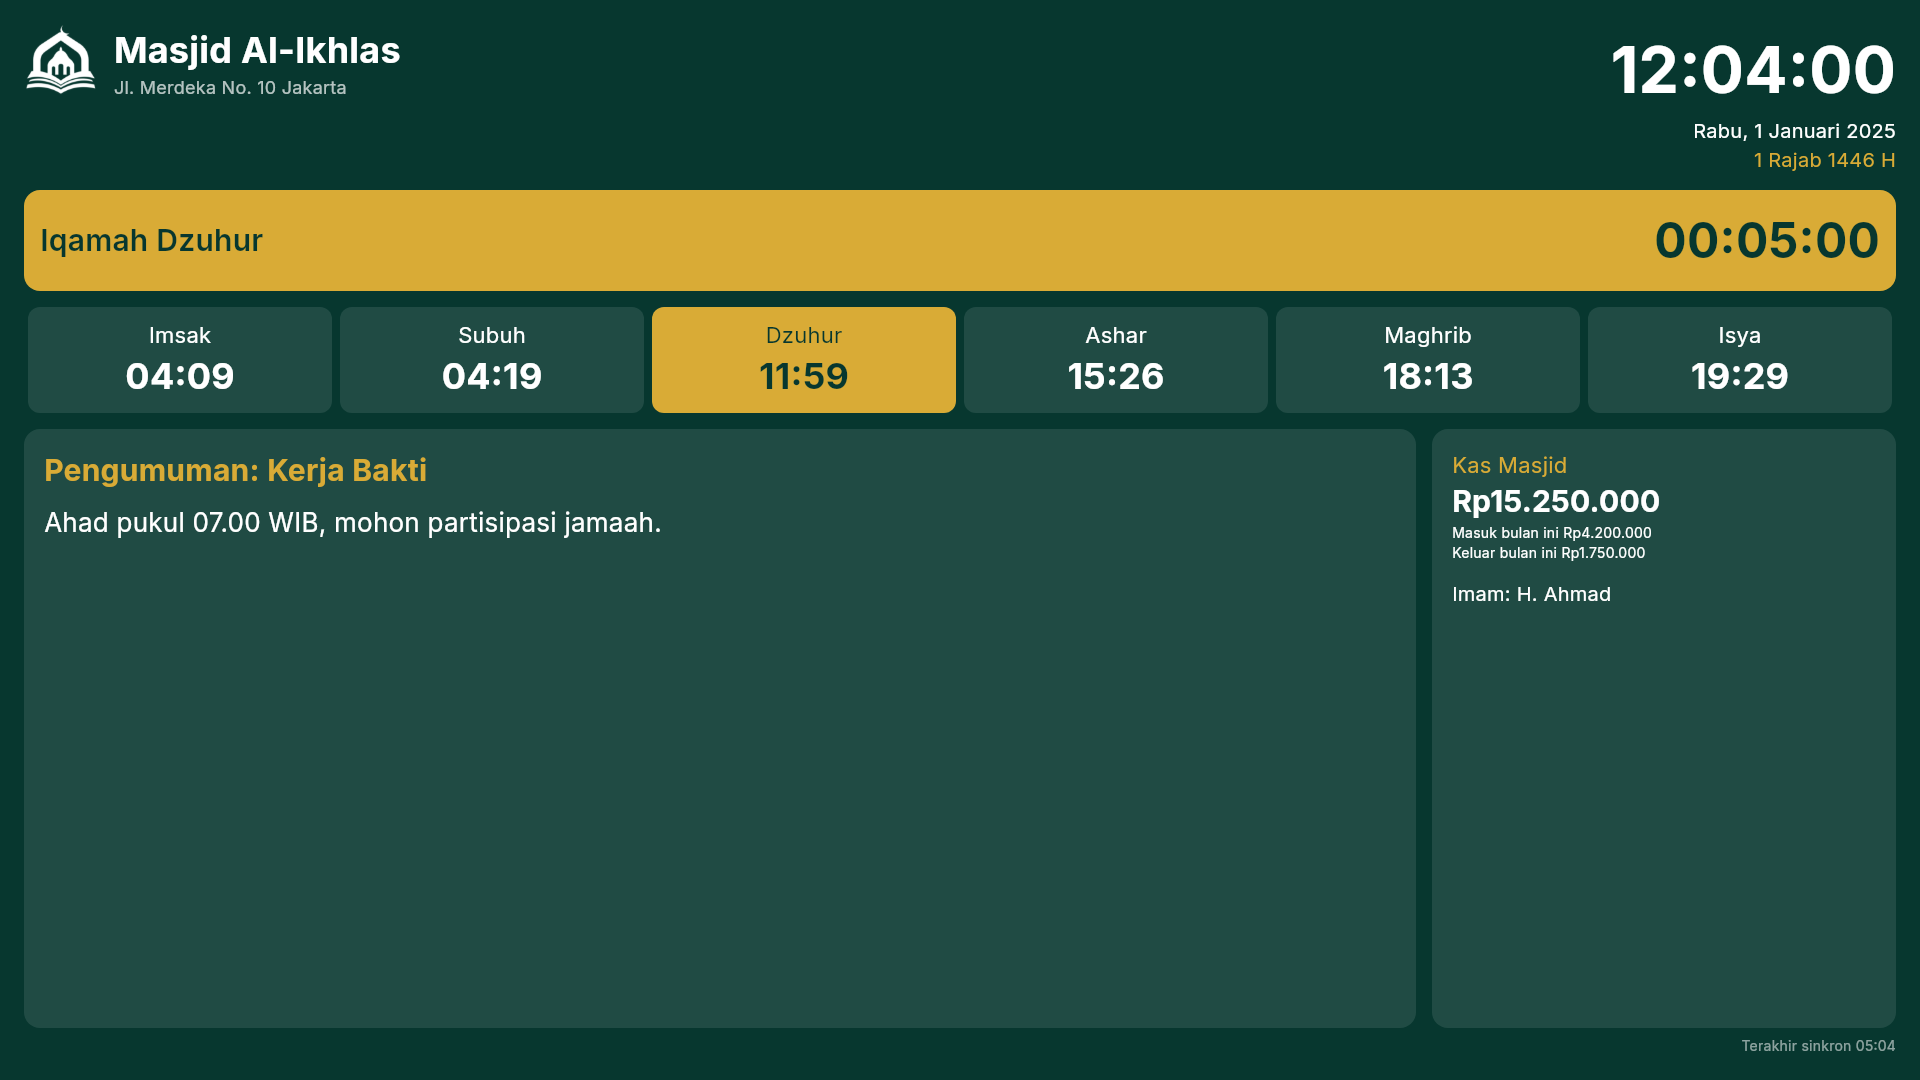 Masjid Al-Ikhlas
Jl. Merdeka No. 10 Jakarta
12:04:00
Rabu, 1 Januari 2025
1 Rajab 1446 H
Iqamah Dzuhur
00:05:00
Imsak
04:09
Subuh
04:19
Dzuhur
11:59
Ashar
15:26
Maghrib
18:13
Isya
19:29
Pengumuman: Kerja Bakti
Ahad pukul 07.00 WIB, mohon partisipasi jamaah.
Kas Masjid
Rp15.250.000
Masuk bulan ini Rp4.200.000
Keluar bulan ini Rp1.750.000
Imam: H. Ahmad
Terakhir sinkron 05:04